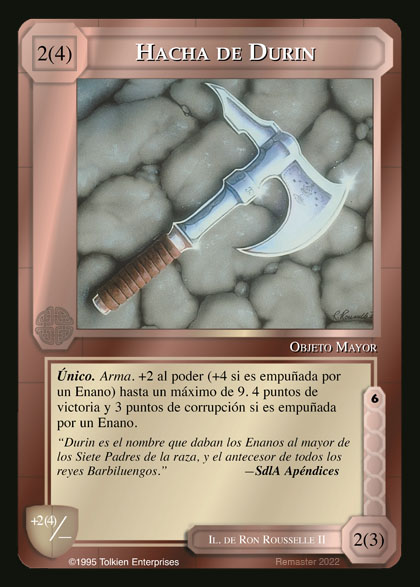 2(4)
HACHA DE DURIN
C. Rousselle
OBJETO MAYOR
Único. Arma. +2 al poder (+4 si es empuñada por
un Enano) hasta un máximo de 9. 4 puntos de
victoria y 3 puntos de corrupción si es empuñada
por un Enano.
“Durin es el nombre que daban los Enanos al mayor de
los Siete Padres de la raza, y el antecesor de todos los
reyes Barbiluengos.” —SdlA Apéndices
6
+2(4)/–
IL. DE RON ROUSSELLE II
2(3)
©1995 Tolkien Enterprises
Remaster 2022